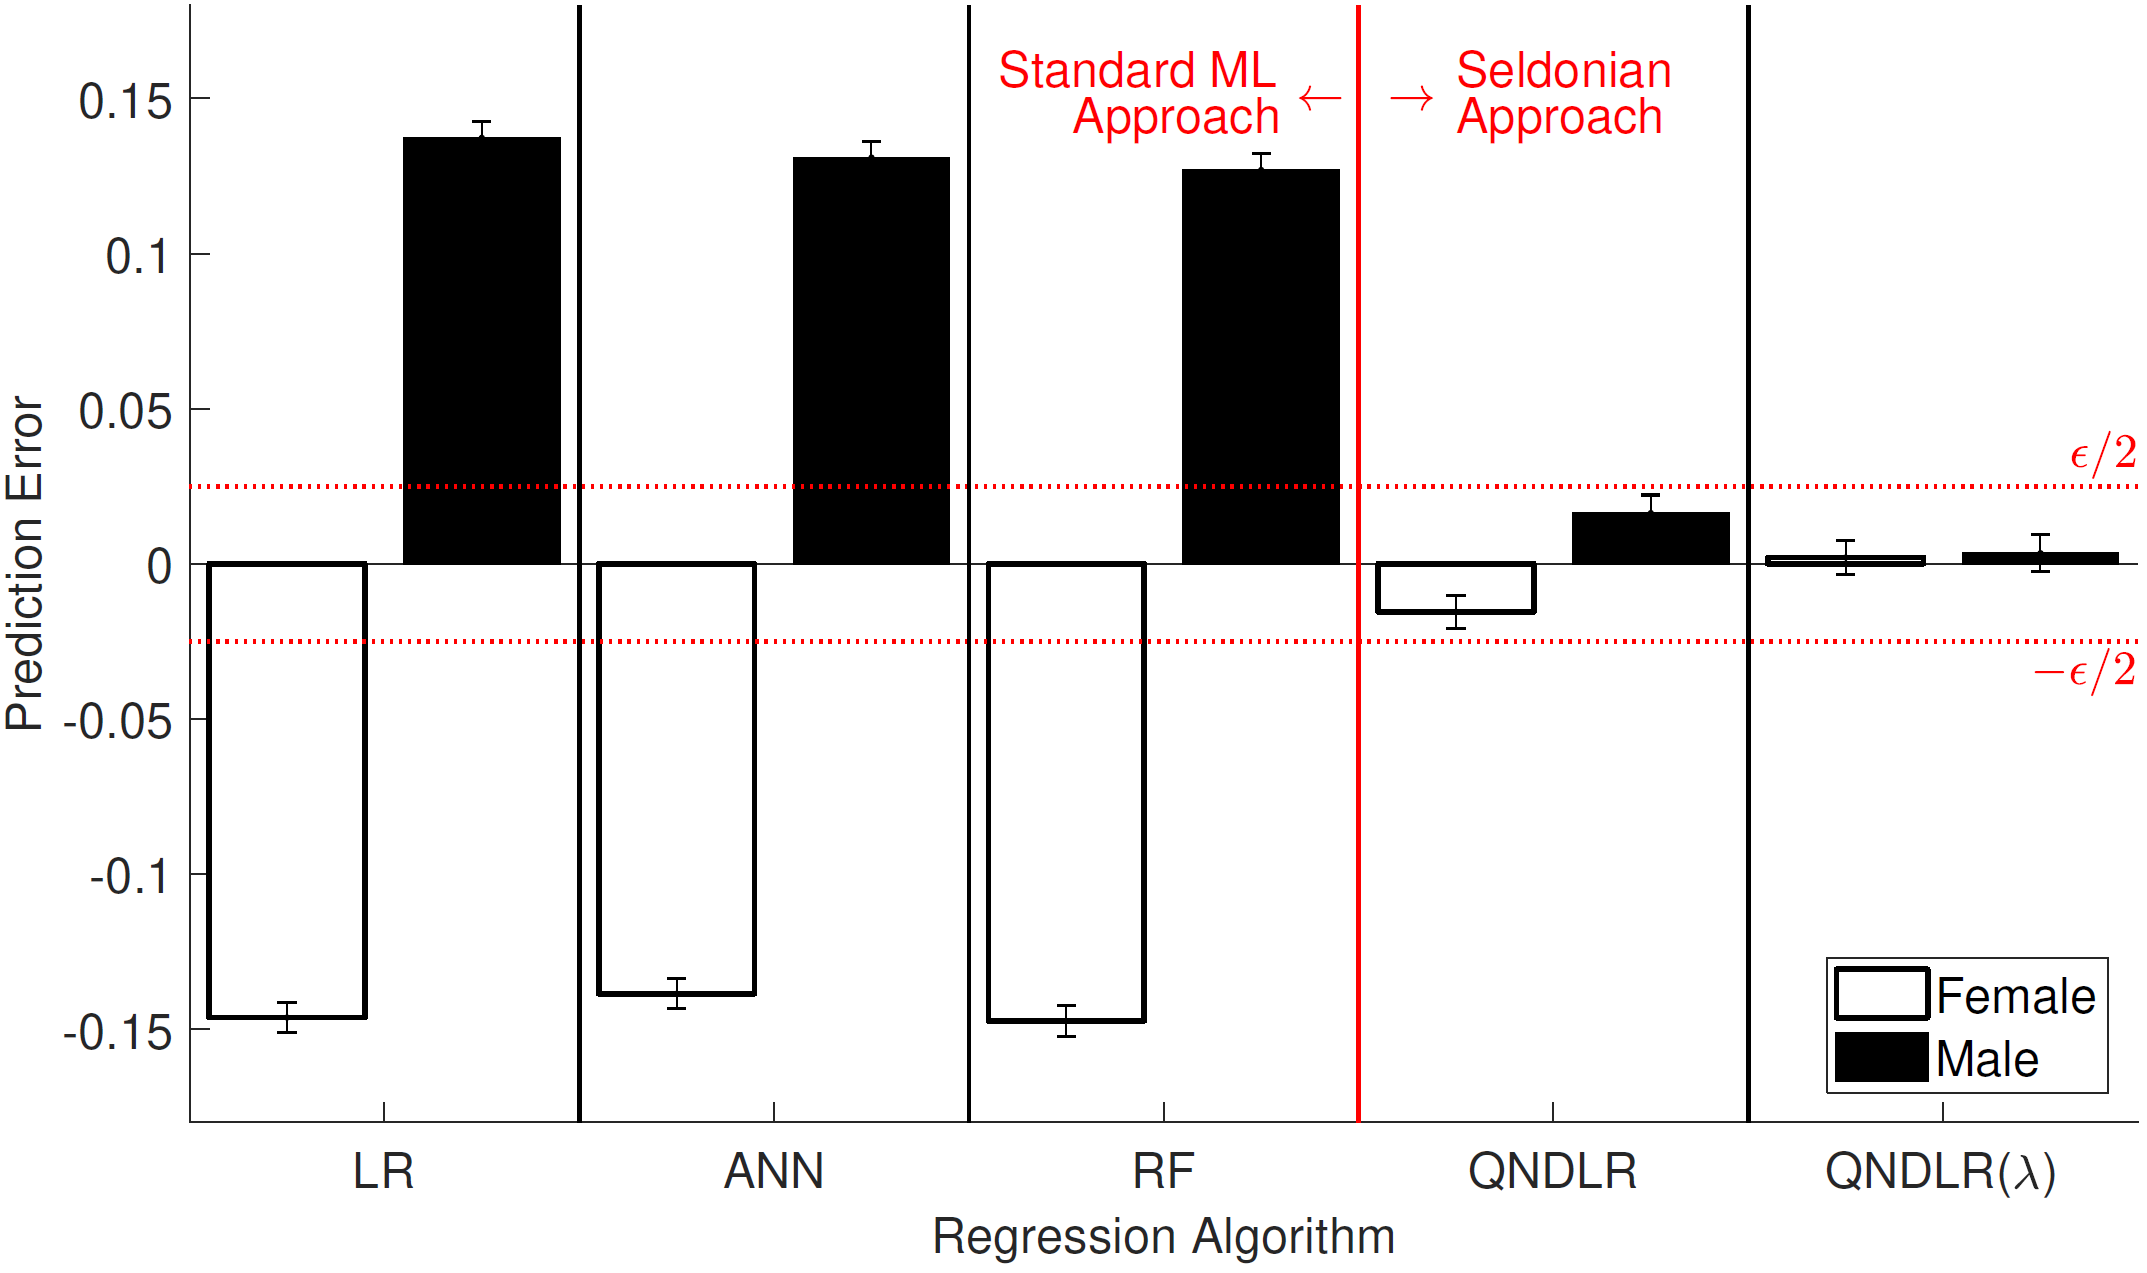 Standard ML
Approach
←
→
Seldonian
Approach
0.15
0.1
0.05
0
-0.05
-0.1
-0.15
Prediction Error
ϵ/2
−ϵ/2
Female
Male
LR
ANN
RF
QNDLR
QNDLR(λ)
Regression Algorithm